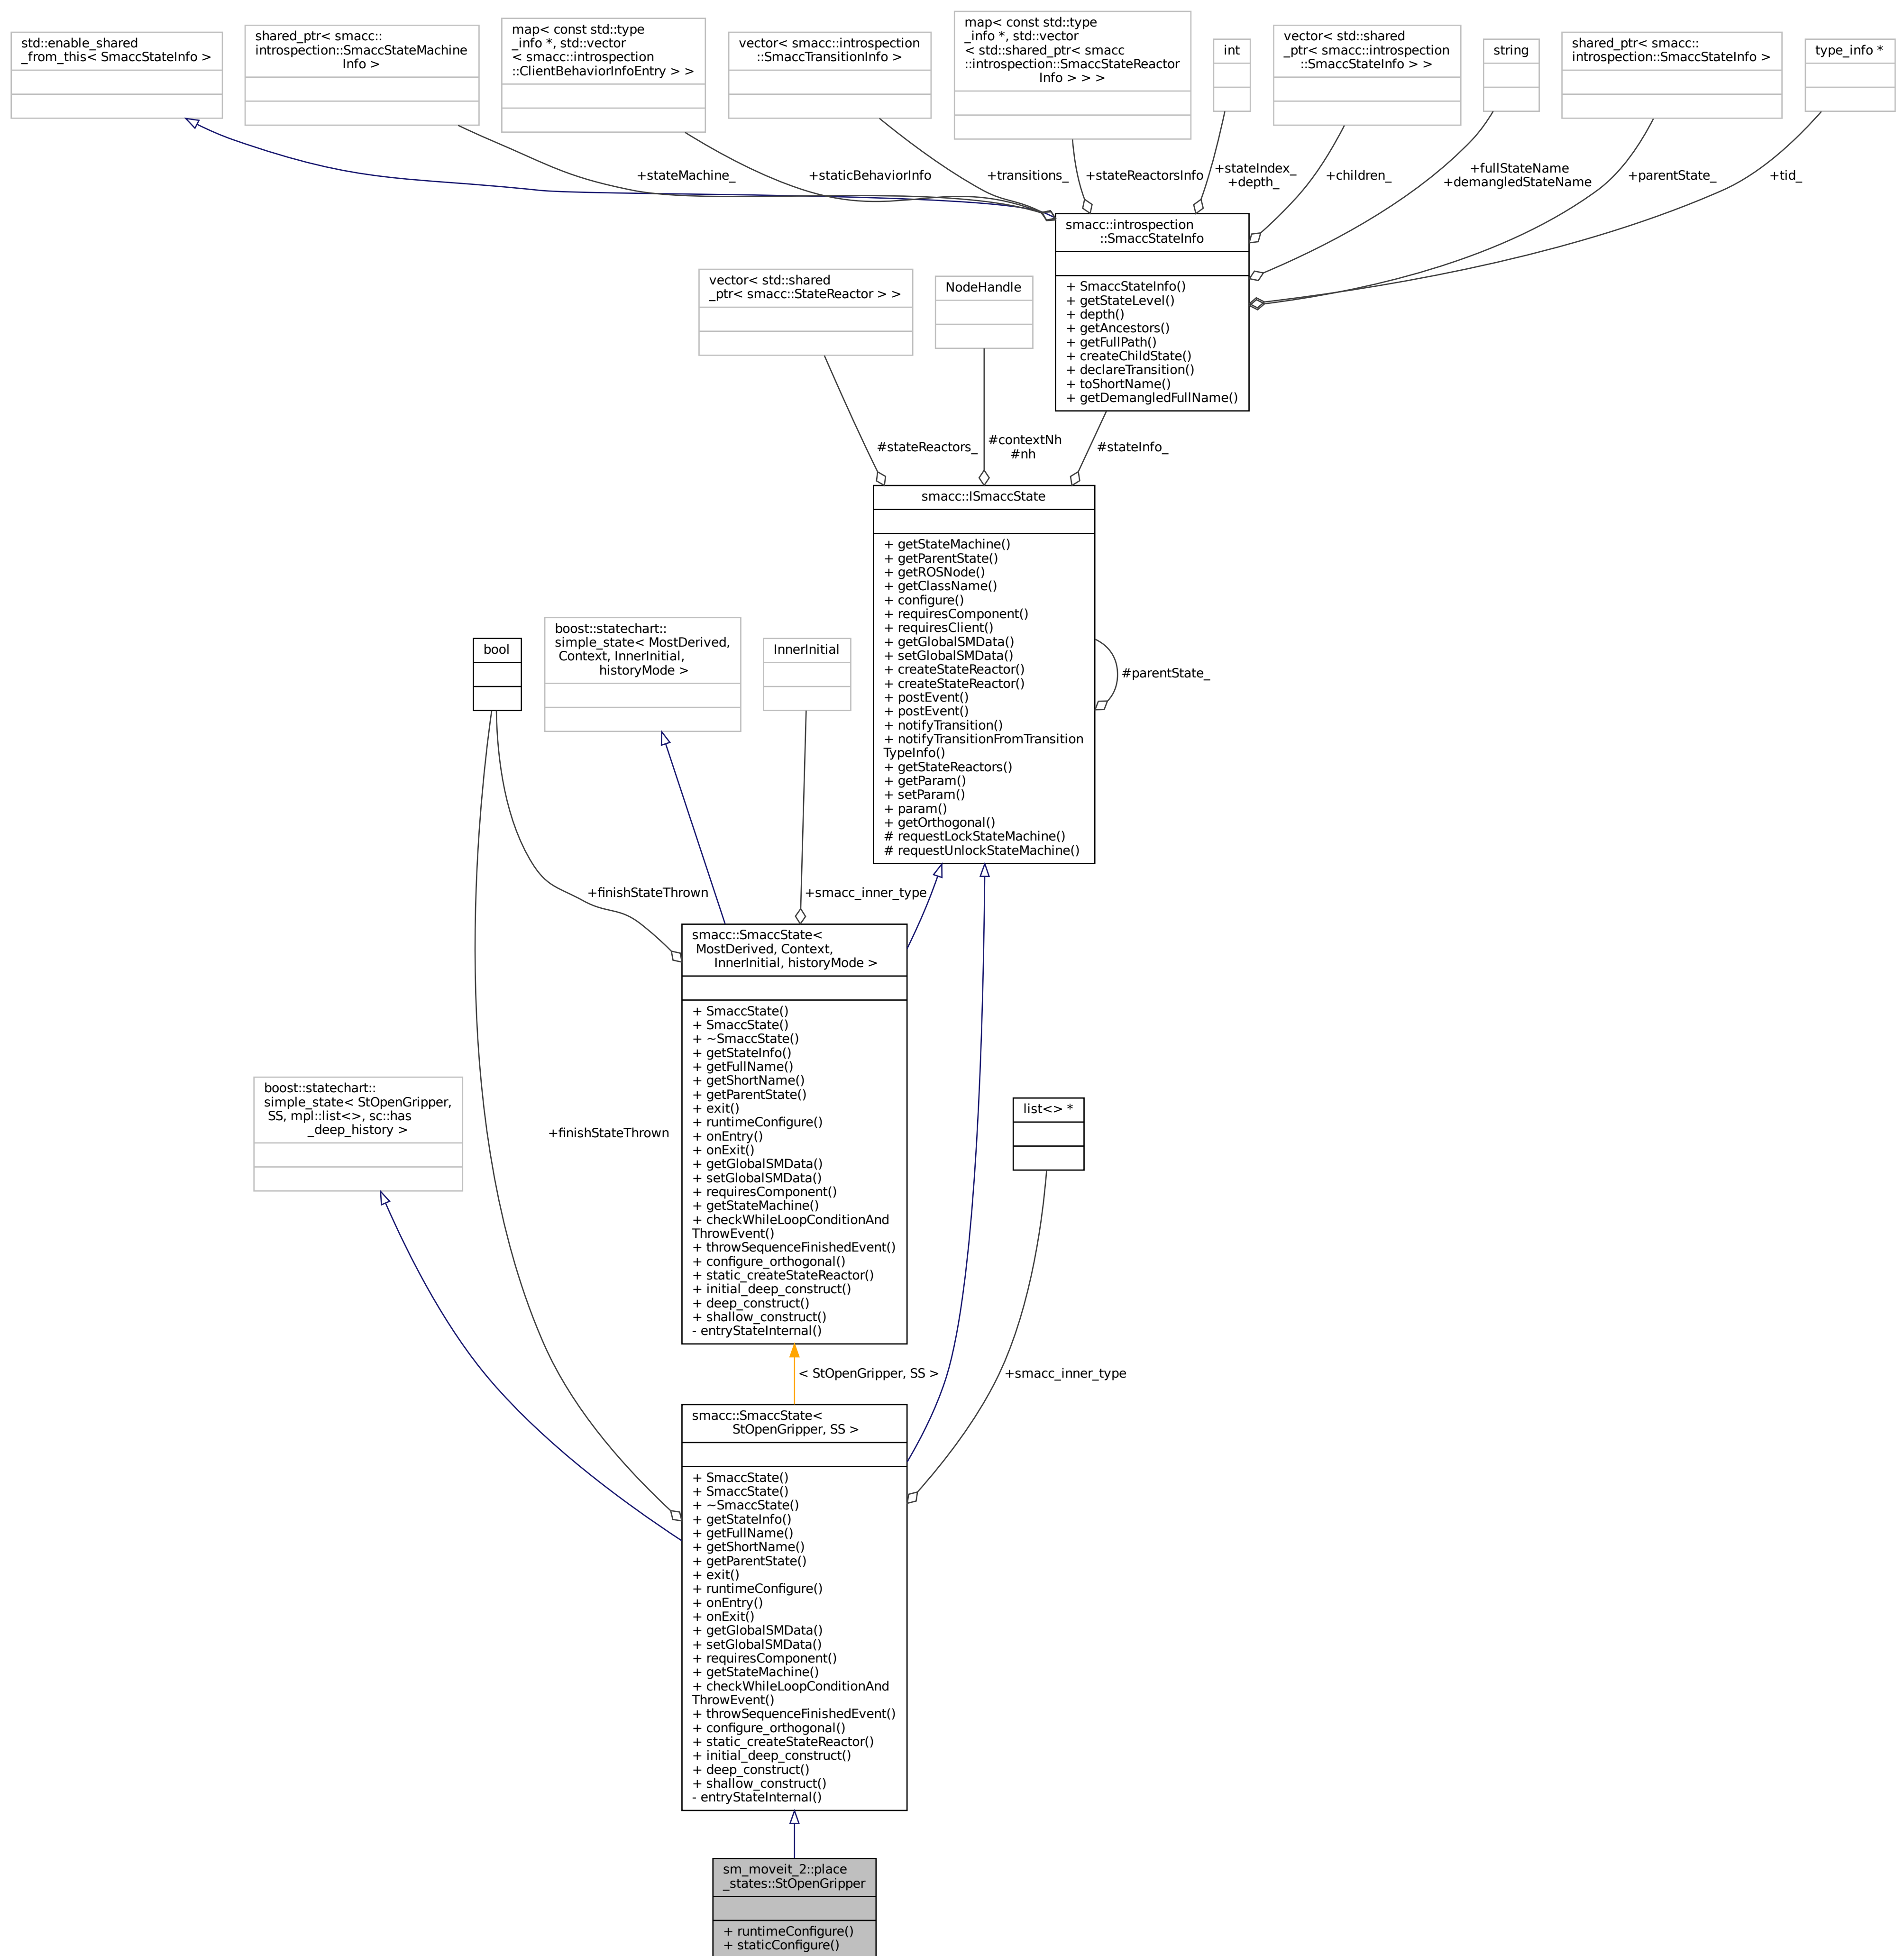 std::enable_shared
_from_this< SmaccStateInfo >
shared_ptr< smacc::
introspection::SmaccStateMachine
Info >
map< const std::type
_info *, std::vector
< smacc::introspection
::ClientBehaviorInfoEntry > >
vector< smacc::introspection
::SmaccTransitionInfo >
map< const std::type
_info *, std::vector
< std::shared_ptr< smacc
::introspection::SmaccStateReactor
Info > > >
int
vector< std::shared
_ptr< smacc::introspection
::SmaccStateInfo > >
string
shared_ptr< smacc::
introspection::SmaccStateInfo >
type_info *
+stateMachine_
+staticBehaviorInfo
+transitions_
+stateReactorsInfo
+stateIndex_
+depth_
+children_
+fullStateName
+demangledStateName
+parentState_
+tid_
smacc::introspection
::SmaccStateInfo
+ SmaccStateInfo()
+ getStateLevel()
+ depth()
+ getAncestors()
+ getFullPath()
+ createChildState()
+ declareTransition()
+ toShortName()
+ getDemangledFullName()
vector< std::shared
_ptr< smacc::StateReactor > >
NodeHandle
#stateReactors_
#contextNh
#nh
#stateInfo_
smacc::ISmaccState
+ getStateMachine()
+ getParentState()
+ getROSNode()
+ getClassName()
+ configure()
+ requiresComponent()
+ requiresClient()
+ getGlobalSMData()
+ setGlobalSMData()
+ createStateReactor()
+ createStateReactor()
+ postEvent()
+ postEvent()
+ notifyTransition()
+ notifyTransitionFromTransition
TypeInfo()
+ getStateReactors()
+ getParam()
+ setParam()
+ param()
+ getOrthogonal()
# requestLockStateMachine()
# requestUnlockStateMachine()
#parentState_
bool
boost::statechart::
simple_state< MostDerived,
Context, InnerInitial,
historyMode >
InnerInitial
+finishStateThrown
+smacc_inner_type
smacc::SmaccState<
MostDerived, Context,
InnerInitial, historyMode >
+ SmaccState()
+ SmaccState()
+ ~SmaccState()
+ getStateInfo()
+ getFullName()
+ getShortName()
+ getParentState()
+ exit()
+ runtimeConfigure()
+ onEntry()
+ onExit()
+ getGlobalSMData()
+ setGlobalSMData()
+ requiresComponent()
+ getStateMachine()
+ checkWhileLoopConditionAnd
ThrowEvent()
+ throwSequenceFinishedEvent()
+ configure_orthogonal()
+ static_createStateReactor()
+ initial_deep_construct()
+ deep_construct()
+ shallow_construct()
- entryStateInternal()
boost::statechart::
simple_state< StOpenGripper,
SS, mpl::list<>, sc::has
_deep_history >
+finishStateThrown
list<> *
< StOpenGripper, SS >
+smacc_inner_type
smacc::SmaccState<
StOpenGripper, SS >
+ SmaccState()
+ SmaccState()
+ ~SmaccState()
+ getStateInfo()
+ getFullName()
+ getShortName()
+ getParentState()
+ exit()
+ runtimeConfigure()
+ onEntry()
+ onExit()
+ getGlobalSMData()
+ setGlobalSMData()
+ requiresComponent()
+ getStateMachine()
+ checkWhileLoopConditionAnd
ThrowEvent()
+ throwSequenceFinishedEvent()
+ configure_orthogonal()
+ static_createStateReactor()
+ initial_deep_construct()
+ deep_construct()
+ shallow_construct()
- entryStateInternal()
sm_moveit_2::place
_states::StOpenGripper
+ runtimeConfigure()
+ staticConfigure()